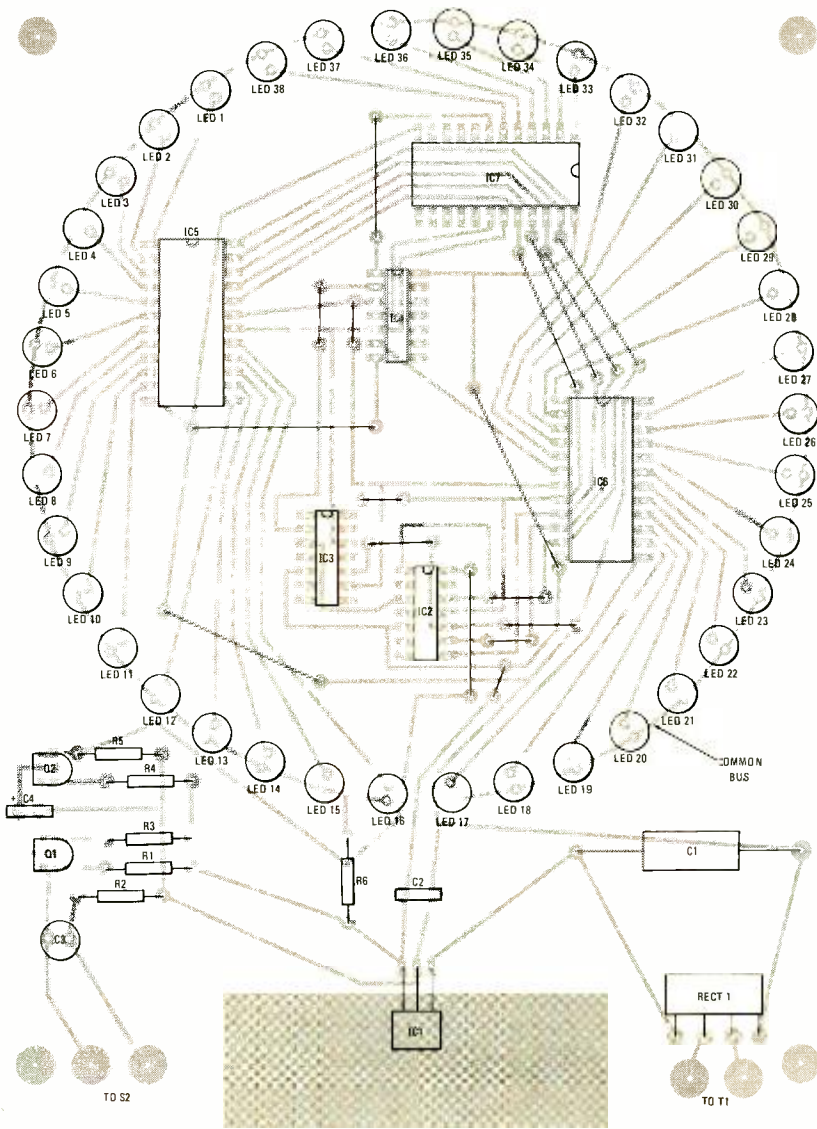 LED 37
LED 36
LED 35
LED 34
LED 38
LED 33
LED 1
LED 32
LED 2
LED 31
LED 3
IC7
LED 30
LED 4
IC5
LED 29
LED 5
LED 28
IC4
LED 6
LED 27
LED 7
LED 26
LED 8
IC6
LED 25
LED 9
IC3
LED 24
LED 10
IC2
LED 23
LED 11
LED 22
LED 12
LED 21
LED 13
LED 20
R5
LED 14
LED 19
COMMON
BUS
Q2
R4
LED 15
LED 16
LED 17
LED 18
+
C4
R3
Q1
R1
C1
R2
R6
C2
C3
RECT 1
IC1
TO S2
TO T1